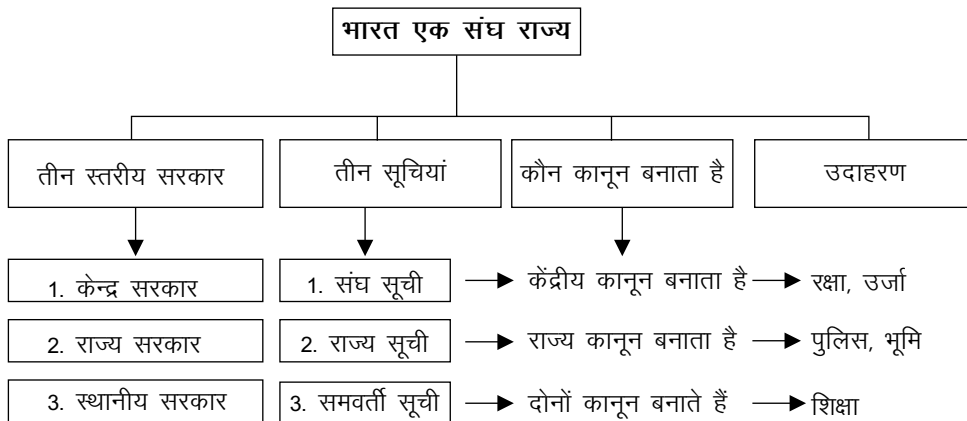 भारत एक संघ राज्य
तीन स्तरीय सरकार तीन सूचियां कौन कानून बनाता है उदाहरण
1. केन्द्र सरकार 1. संघ सूची केंद्रीय कानून बनाता है रक्षा, उर्जा
2. राज्य सरकार 2. राज्य सूची राज्य कानून बनाता है पुलिस, भूमि
3. स्थानीय सरकार 3. समवर्ती सूची दोनों कानून बनाते हैं शिक्षा